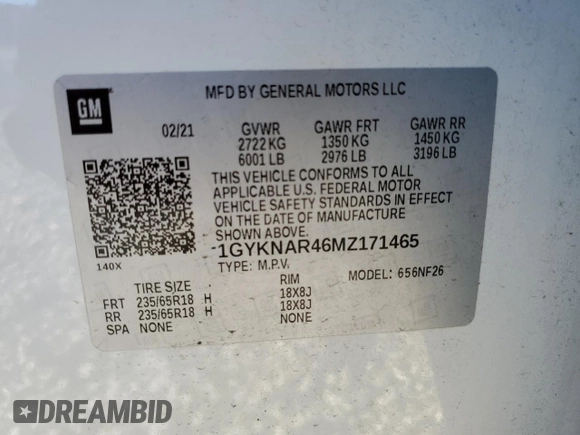 GM
MFD BY GENERAL MOTORS LLC
02/21 GVWR GAWR FRT GAWR RR
2722 KG 1350 KG 1450 KG
6001 LB 2976 LB 3196 LB
THIS VEHICLE CONFORMS TO ALL
APPLICABLE U.S. FEDERAL MOTOR
VEHICLE SAFETY STANDARDS IN EFFECT
ON THE DATE OF MANUFACTURE
SHOWN ABOVE.
1GYKNAR46MZ171465
140X
TYPE: M.P.V. MODEL: 656NF26
TIRE SIZE RIM
FRT 235/65R18 H 18X8J
RR 235/65R18 H 18X8J
SPA NONE NONE
DREAMBID